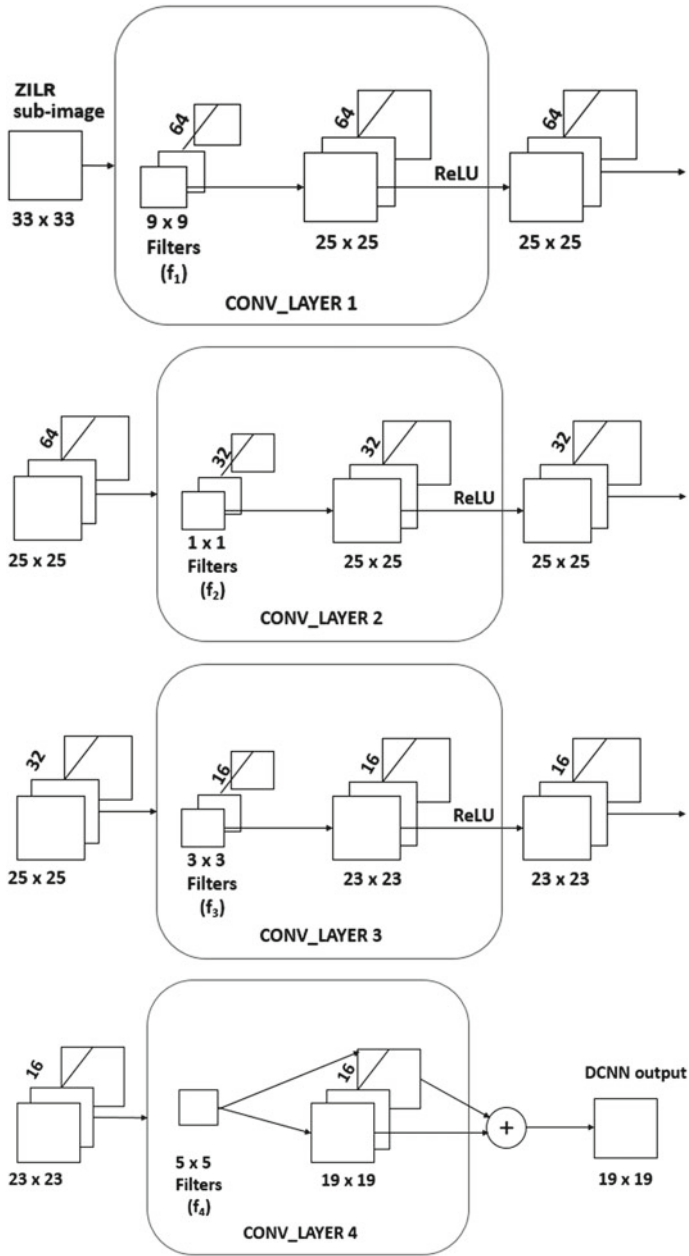 ZILR
sub-image
33 x 33
64
9 x 9
Filters
(f₁)
64
25 x 25
ReLU
64
25 x 25
CONV_LAYER 1
64
25 x 25
32
1 x 1
Filters
(f₂)
32
25 x 25
ReLU
32
25 x 25
CONV_LAYER 2
32
25 x 25
16
3 x 3
Filters
(f₃)
16
23 x 23
ReLU
16
23 x 23
CONV_LAYER 3
16
23 x 23
5 x 5
Filters
(f₄)
16
19 x 19
+
DCNN output
19 x 19
CONV_LAYER 4